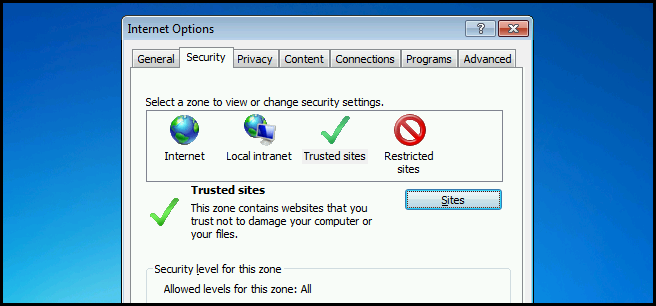 Internet Options
General Security Privacy Content Connections Programs Advanced
Select a zone to view or change security settings.
Internet Local intranet Trusted sites Restricted
sites
Trusted sites
Sites
This zone contains websites that you
trust not to damage your computer or
your files.
Security level for this zone
Allowed levels for this zone: All